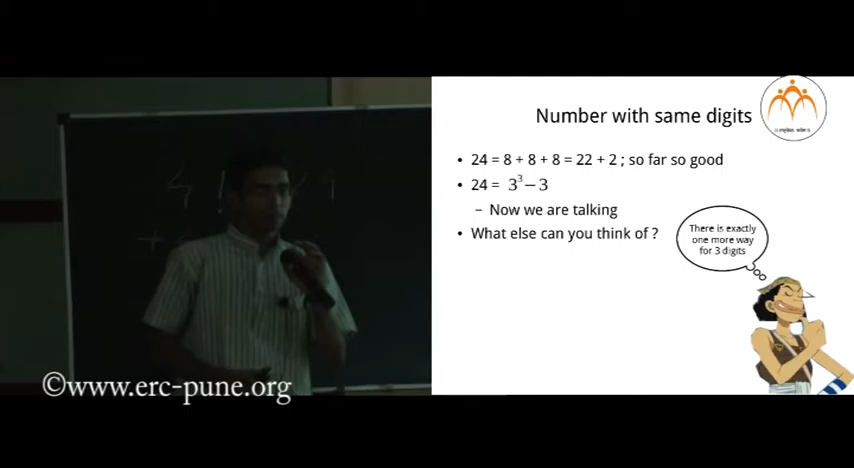 Number with same digits
• 24 = 8 + 8 + 8 = 22 + 2 ; so far so good
• 24 = 3³ – 3
– Now we are talking
• What else can you think of ?
There is exactly
one more way
for 3 digits
©www.erc-pune.org